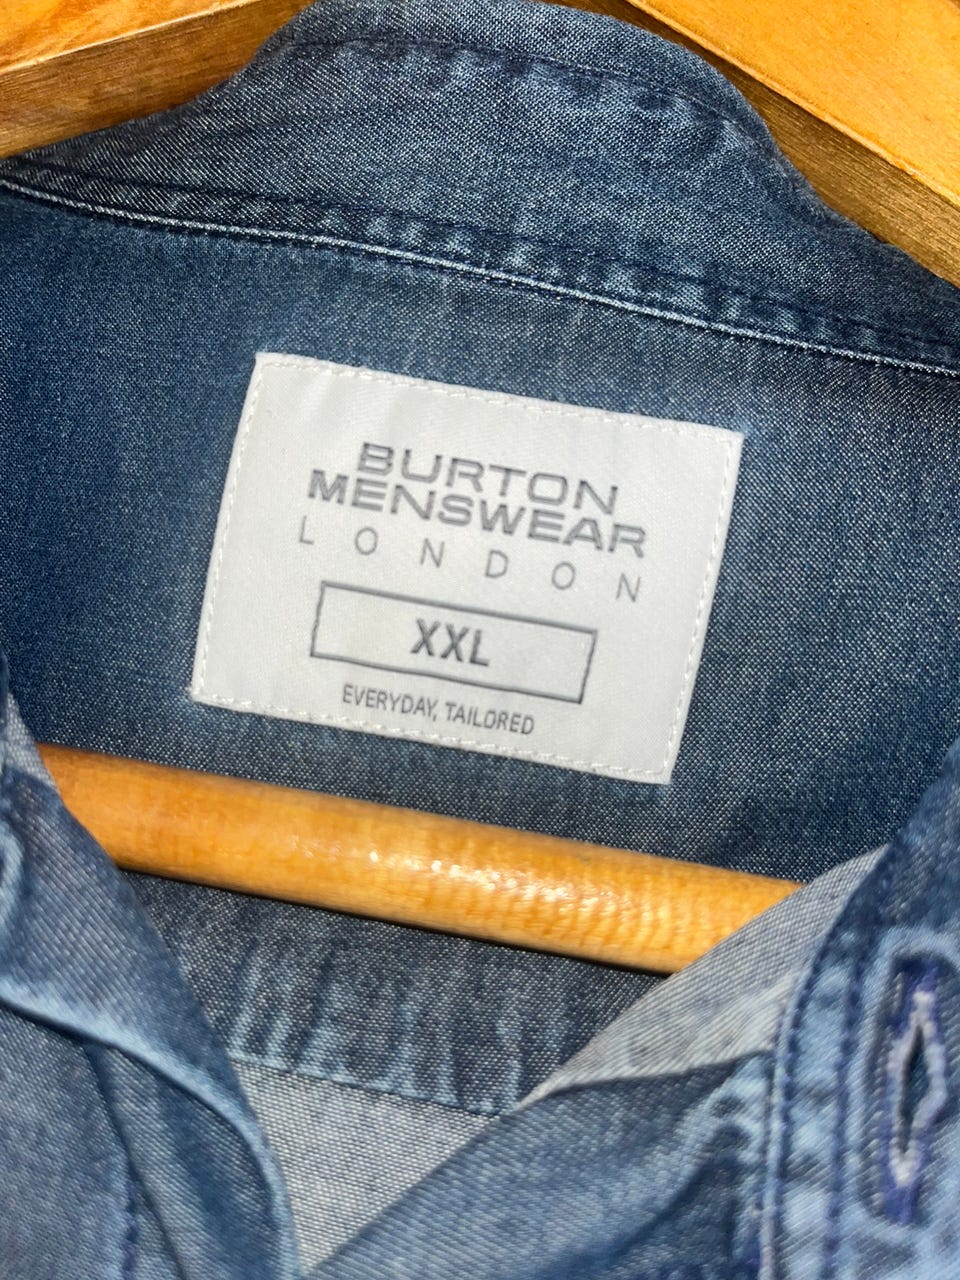 BURTON
MENSWEAR
LONDON
XXL
EVERYDAY, TAILORED